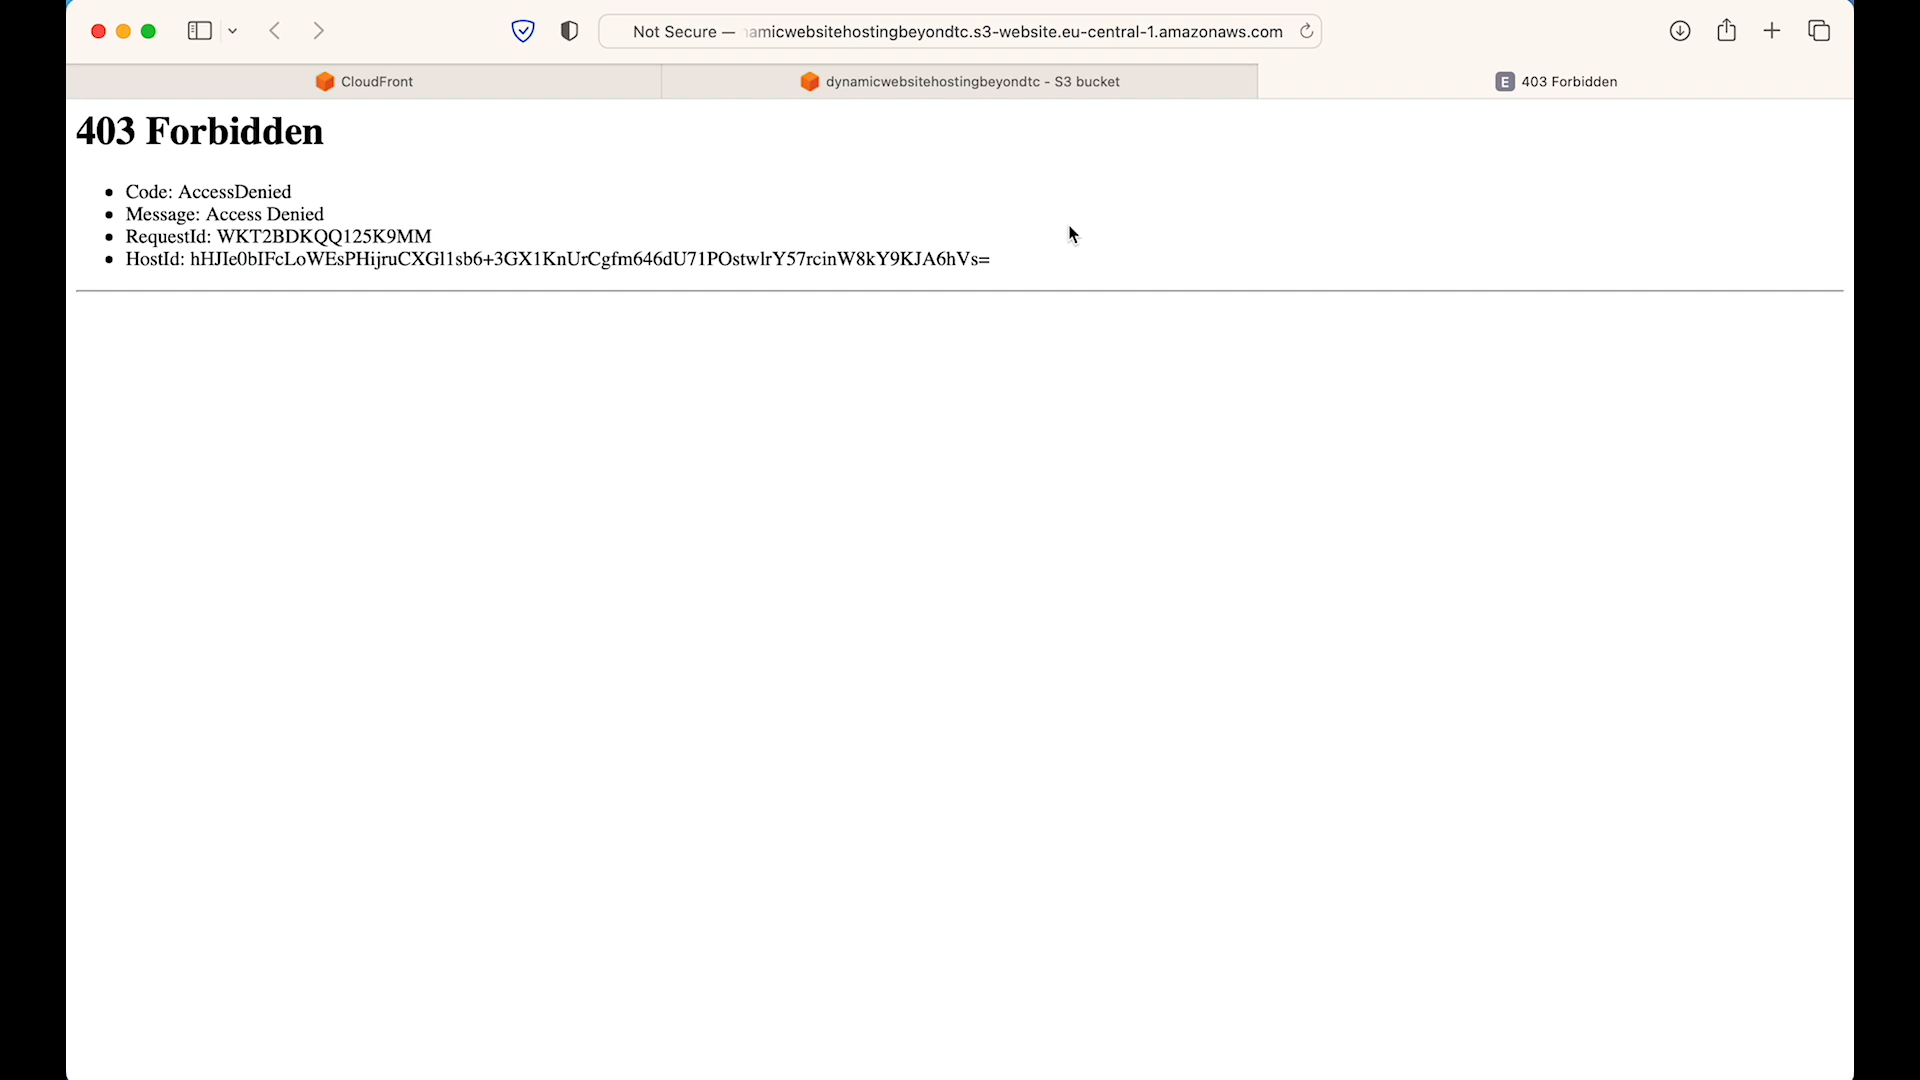 Not Secure — amicwebsitehostingbeyondtc.s3-website.eu-central-1.amazonaws.com
CloudFront
dynamicwebsitehostingbeyondtc - S3 bucket
E 403 Forbidden
403 Forbidden
• Code: AccessDenied
• Message: Access Denied
• RequestId: WKT2BDKQQ125K9MM
• HostId: hHJIe0bIFcLoWEsPHijruCXGl1sb6+3GX1KnUrCgfm646dU71POstwlrY57rcinW8kY9KJA6hVs=